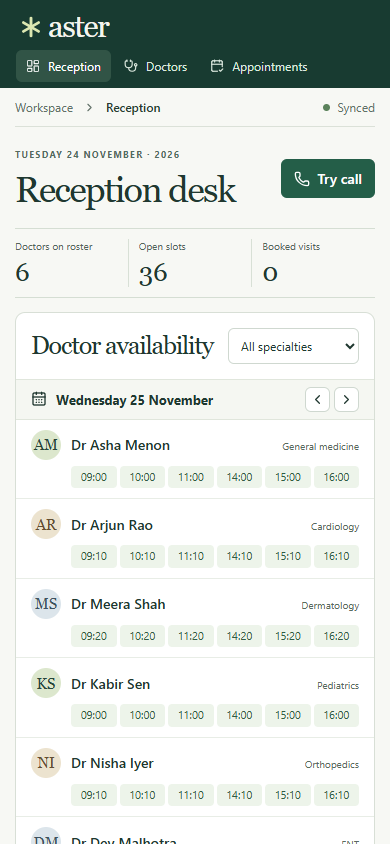 aster
Reception Doctors Appointments
Workspace > Reception Synced
TUESDAY 24 NOVEMBER · 2026
Reception desk
Try call
Doctors on roster Open slots Booked visits
6 36 0
Doctor availability All specialties
Wednesday 25 November
AM Dr Asha Menon General medicine
09:00 10:00 11:00 14:00 15:00 16:00
AR Dr Arjun Rao Cardiology
09:10 10:10 11:10 14:10 15:10 16:10
MS Dr Meera Shah Dermatology
09:20 10:20 11:20 14:20 15:20 16:20
KS Dr Kabir Sen Pediatrics
09:00 10:00 11:00 14:00 15:00 16:00
NI Dr Nisha Iyer Orthopedics
09:10 10:10 11:10 14:10 15:10 16:10
DM Dr Dev Malhotra ENT